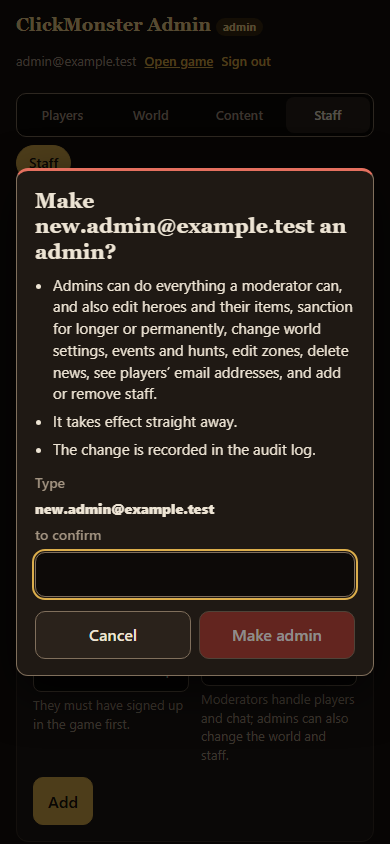 ClickMonster Admin admin
admin@example.test Open game Sign out
Players World Content Staff
Staff
Make
new.admin@example.test an
admin?
• Admins can do everything a moderator can,
and also edit heroes and their items, sanction
for longer or permanently, change world
settings, events and hunts, edit zones, delete
news, see players’ email addresses, and add
or remove staff.
• It takes effect straight away.
• The change is recorded in the audit log.
Type
new.admin@example.test
to confirm
Cancel Make admin
They must have signed up
in the game first.
Moderators handle players
and chat; admins can also
change the world and
staff.
Add